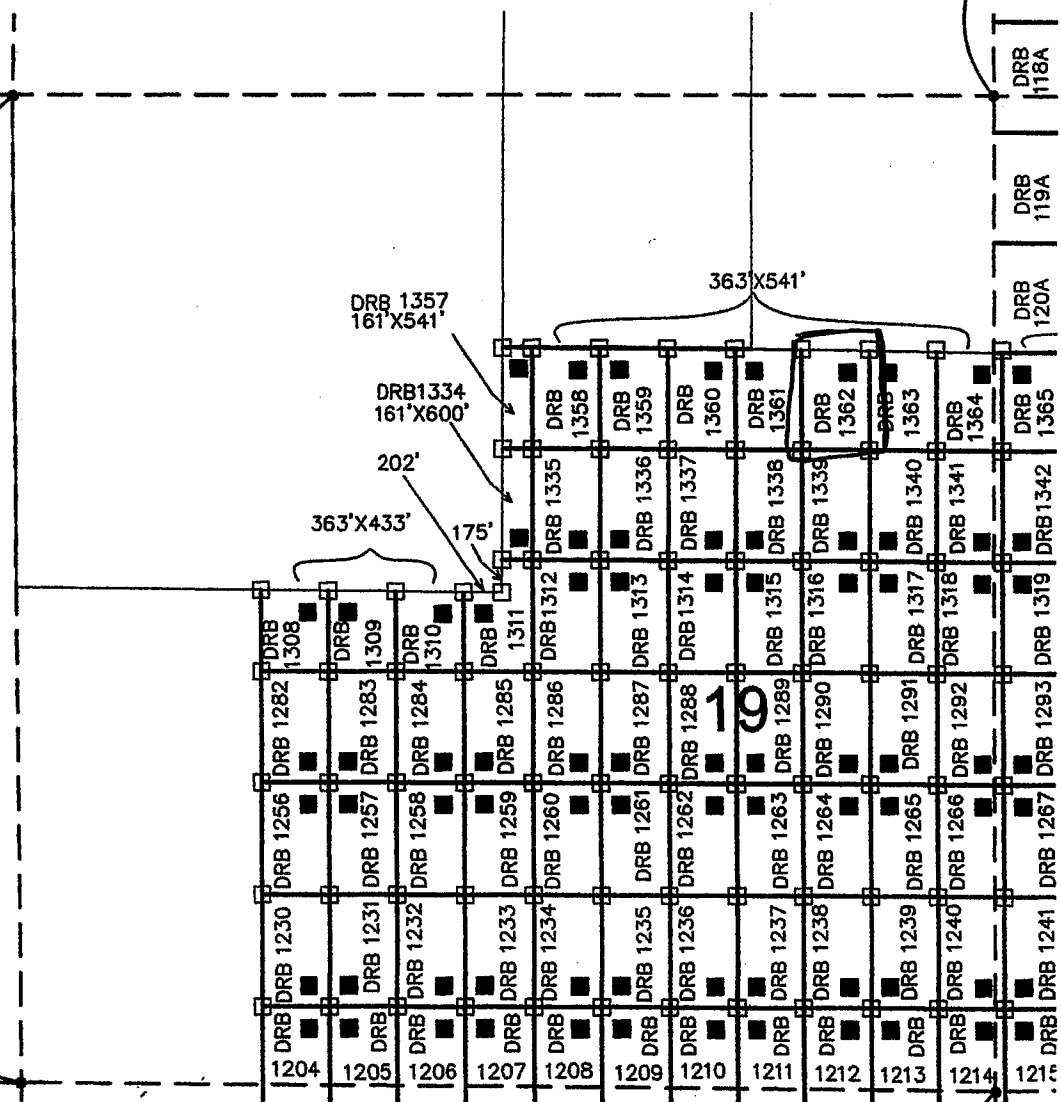 DRB
118A
DRB
119A
DRB
120A
363'X541'
DRB 1357
161'X541'
DRB1334
161'X600'
202'
363'X433'
175'
DRB
1358
DRB
1359
DRB
1360
DRB
1361
DRB
1362
DRB
1363
DRB
1364
DRB
1365
DRB 1335
DRB 1336
DRB 1337
DRB 1338
DRB 1339
DRB 1340
DRB 1341
DRB1342
DRB
1308
DRB
1309
DRB
1310
DRB
1311
DRB 1312
DRB 1313
DRB 1314
DRB 1315
DRB 1316
DRB 1317
DRB 1318
DRB 1319
DRB 1282
DRB 1283
DRB 1284
DRB 1285
DRB 1286
DRB 1287
DRB 1288
19
DRB 1289
DRB 1290
DRB 1291
DRB 1292
DRB 1293
DRB 1256
DRB 1257
DRB 1258
DRB 1259
DRB 1260
DRB 1261
DRB 1262
DRB 1263
DRB 1264
DRB 1265
DRB 1266
DRB 1267
DRB 1230
DRB 1231
DRB 1232
DRB 1233
DRB 1234
DRB 1235
DRB 1236
DRB 1237
DRB 1238
DRB 1239
DRB 1240
DRB 1241
DRB
1204
DRB
1205
DRB
1206
DRB
1207
DRB
1208
DRB
1209
DRB
1210
DRB
1211
DRB
1212
DRB
1213
DRB
1214
DRB
1215